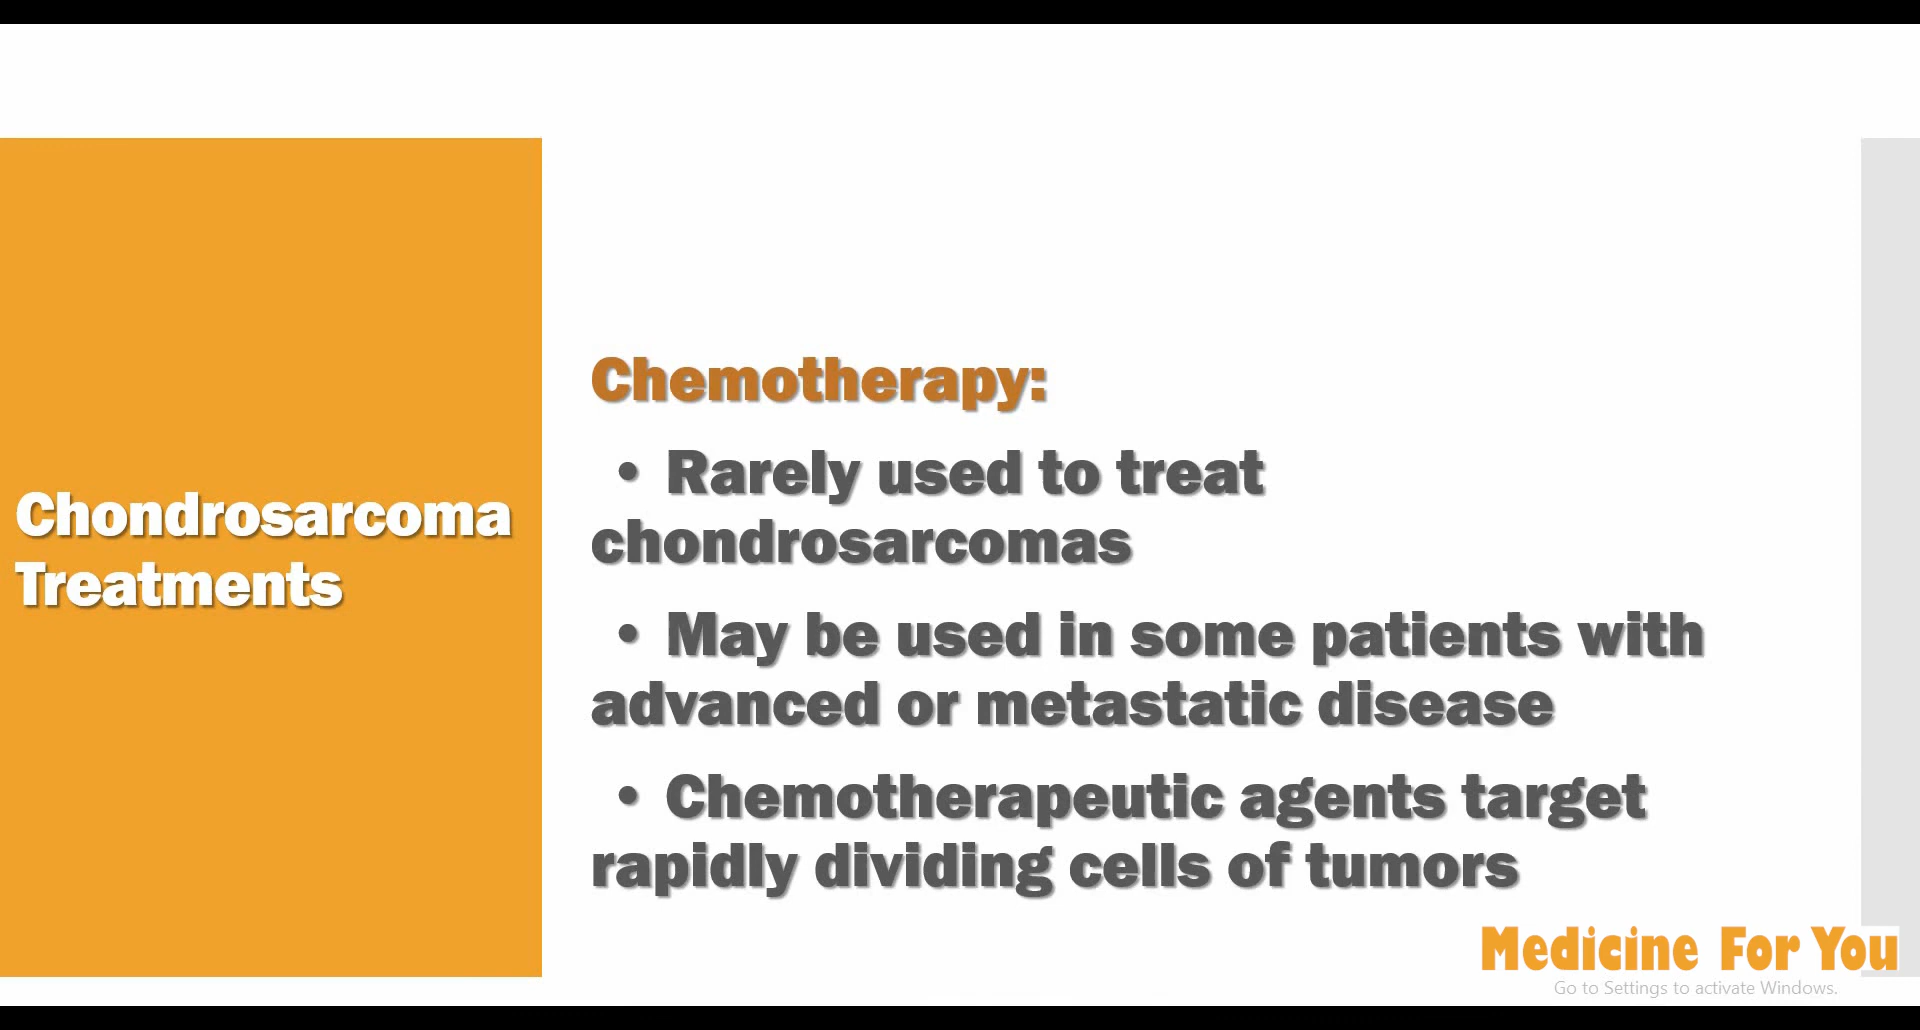 Chondrosarcoma
Treatments
Chemotherapy:
• Rarely used to treat
chondrosarcomas
• May be used in some patients with
advanced or metastatic disease
• Chemotherapeutic agents target
rapidly dividing cells of tumors
Medicine For You
Go to Settings to activate Windows.